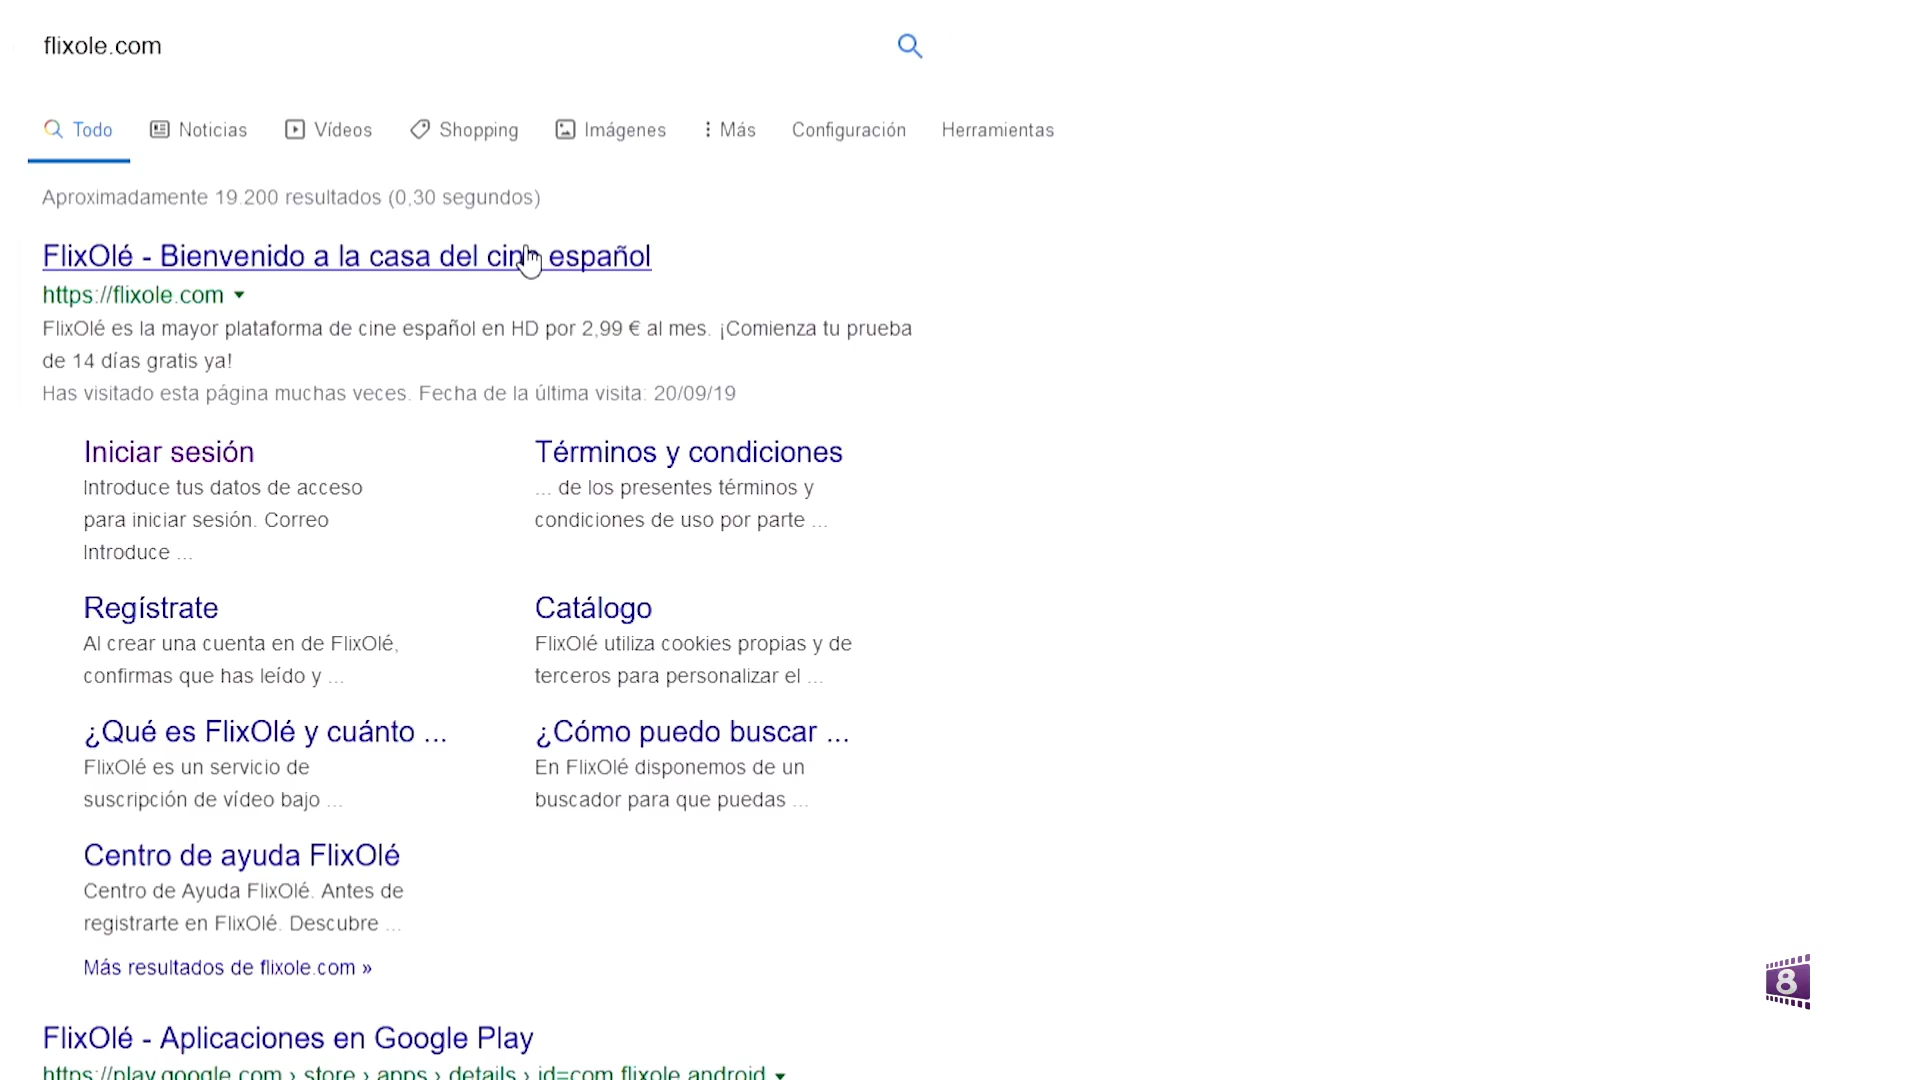 flixole.com
Todo Noticias Vídeos Shopping Imágenes Más Configuración Herramientas
Aproximadamente 19.200 resultados (0,30 segundos)
FlixOlé - Bienvenido a la casa del cine español
https://flixole.com
FlixOlé es la mayor plataforma de cine español en HD por 2,99 € al mes. ¡Comienza tu prueba
de 14 días gratis ya!
Has visitado esta página muchas veces. Fecha de la última visita: 20/09/19
Iniciar sesión
Introduce tus datos de acceso
para iniciar sesión. Correo
Introduce ...
Términos y condiciones
... de los presentes términos y
condiciones de uso por parte ...
Regístrate
Al crear una cuenta en de FlixOlé,
confirmas que has leído y ...
Catálogo
FlixOlé utiliza cookies propias y de
terceros para personalizar el ...
¿Qué es FlixOlé y cuánto ...
FlixOlé es un servicio de
suscripción de vídeo bajo ...
¿Cómo puedo buscar ...
En FlixOlé disponemos de un
buscador para que puedas ...
Centro de ayuda FlixOlé
Centro de Ayuda FlixOlé. Antes de
registrarte en FlixOlé. Descubre ...
Más resultados de flixole.com »
8
FlixOlé - Aplicaciones en Google Play
https://play.google.com › store › apps › details › id=com.flixole.android